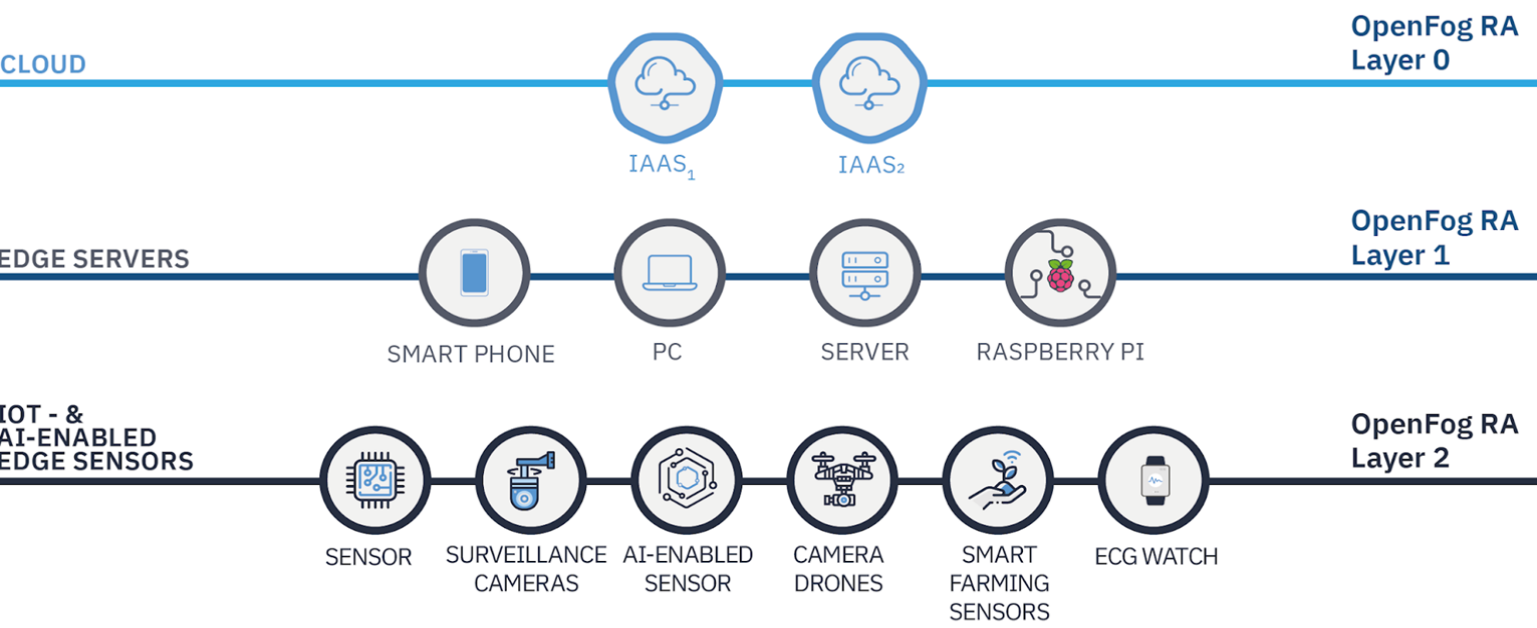 OpenFog RA
Layer 0
CLOUD
IAAS1
IAAS2
OpenFog RA
Layer 1
EDGE SERVERS
SMART PHONE
PC
SERVER
RASPBERRY PI
OpenFog RA
Layer 2
IOT - &
AI-ENABLED
EDGE SENSORS
SENSOR
SURVEILLANCE
CAMERAS
AI-ENABLED
SENSOR
CAMERA
DRONES
SMART
FARMING
SENSORS
ECG WATCH